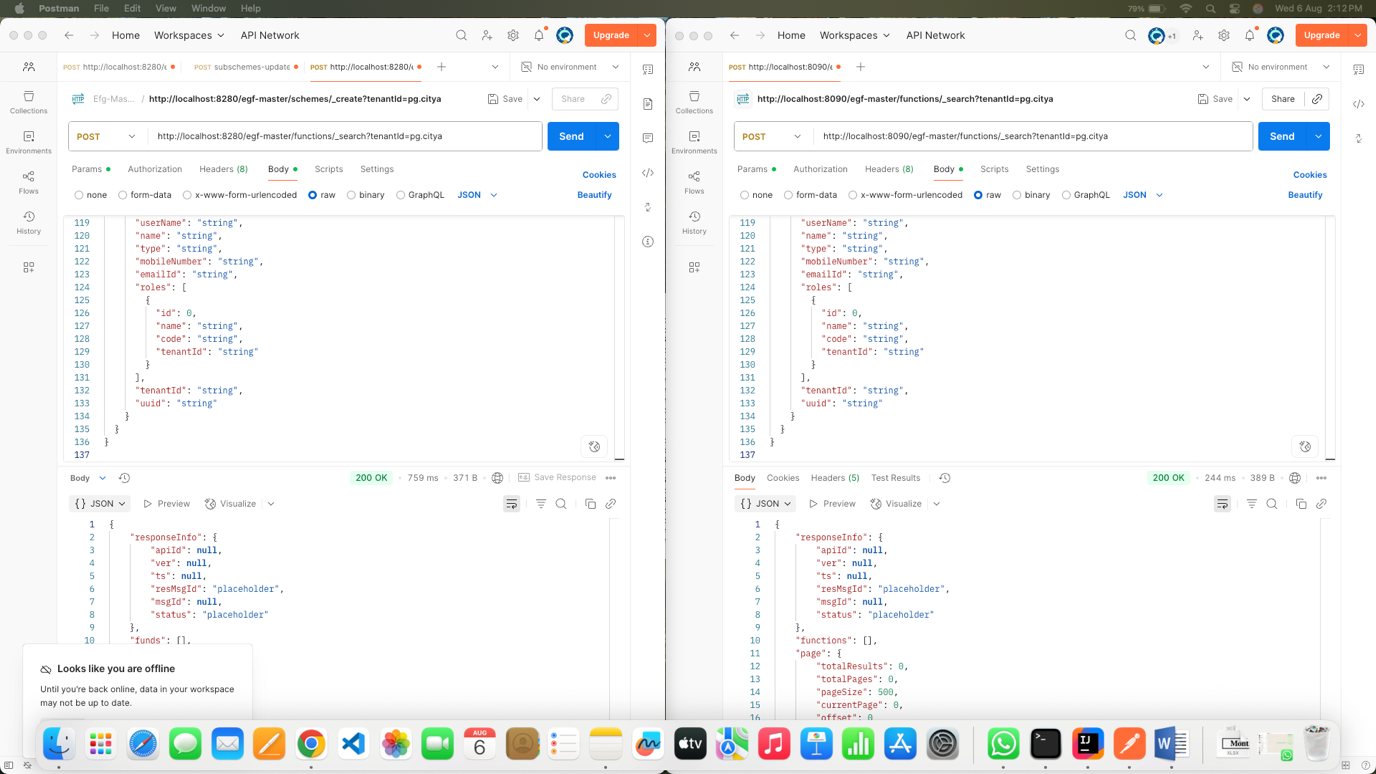 Postman File Edit View Window Help 79% Wed 6 Aug 2:12 PM
Home Workspaces API Network Upgrade
POST http://localhost:8280/e POST subschemes-update POST http://localhost:8280/e No environment
Efg-Mas... / http://localhost:8280/egf-master/schemes/_create?tenantId=pg.citya Save Share
POST http://localhost:8280/egf-master/functions/_search?tenantId=pg.citya Send
Params Authorization Headers (8) Body Scripts Settings Cookies
none form-data x-www-form-urlencoded raw binary GraphQL JSON Beautify
Collections
Environments
Flows
History
119 "userName": "string",
120 "name": "string",
121 "type": "string",
122 "mobileNumber": "string",
123 "emailId": "string",
124 "roles": [
125 {
126 "id": 0,
127 "name": "string",
128 "code": "string",
129 "tenantId": "string"
130 }
131 ],
132 "tenantId": "string",
133 "uuid": "string"
134 }
135 }
136 }
137
Body 200 OK 759 ms 371 B Save Response
{} JSON Preview Visualize
1 {
2 "responseInfo": {
3 "apiId": null,
4 "ver": null,
5 "ts": null,
6 "resMsgId": "placeholder",
7 "msgId": null,
8 "status": "placeholder"
9 },
10 "funds": [],
Looks like you are offline
Until you're back online, data in your workspace
may not be up to date.
Home Workspaces API Network +1 Upgrade
POST http://localhost:8090/e No environment
http://localhost:8090/egf-master/functions/_search?tenantId=pg.citya Save Share
POST http://localhost:8090/egf-master/functions/_search?tenantId=pg.citya Send
Params Authorization Headers (8) Body Scripts Settings Cookies
none form-data x-www-form-urlencoded raw binary GraphQL JSON Beautify
Collections
Environments
Flows
History
119 "userName": "string",
120 "name": "string",
121 "type": "string",
122 "mobileNumber": "string",
123 "emailId": "string",
124 "roles": [
125 {
126 "id": 0,
127 "name": "string",
128 "code": "string",
129 "tenantId": "string"
130 }
131 ],
132 "tenantId": "string",
133 "uuid": "string"
134 }
135 }
136 }
137
Body Cookies Headers (5) Test Results 200 OK 244 ms 389 B
{} JSON Preview Visualize
1 {
2 "responseInfo": {
3 "apiId": null,
4 "ver": null,
5 "ts": null,
6 "resMsgId": "placeholder",
7 "msgId": null,
8 "status": "placeholder"
9 },
10 "functions": [],
11 "page": {
12 "totalResults": 0,
13 "totalPages": 0,
14 "pageSize": 500,
15 "currentPage": 0,
16 "offset": 0
AUG
6
tv
Mont
XLSX